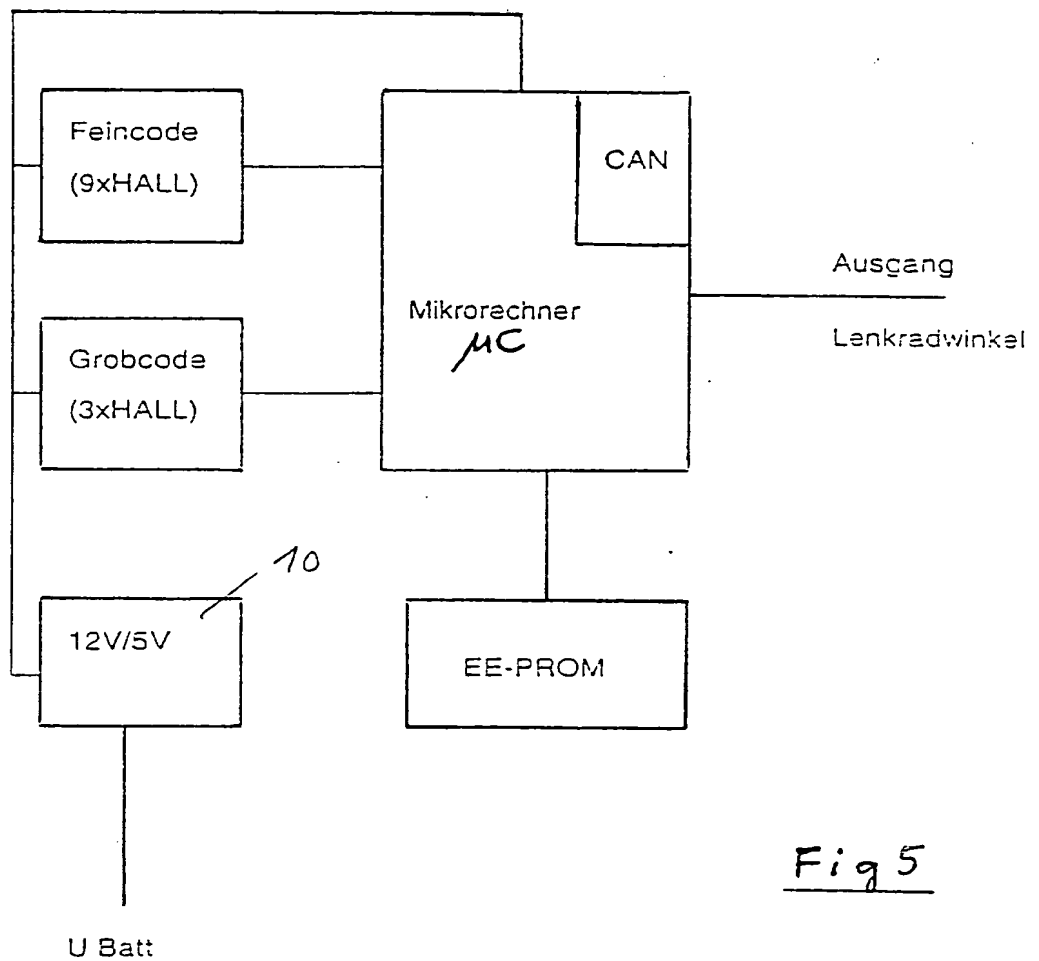 Feincode
(9xHALL)
CAN
Ausgang
Lenkradwinkel
Mikrorechner
µC
Grobcode
(3xHALL)
10
12V/5V
EE-PROM
Fig 5
U Batt